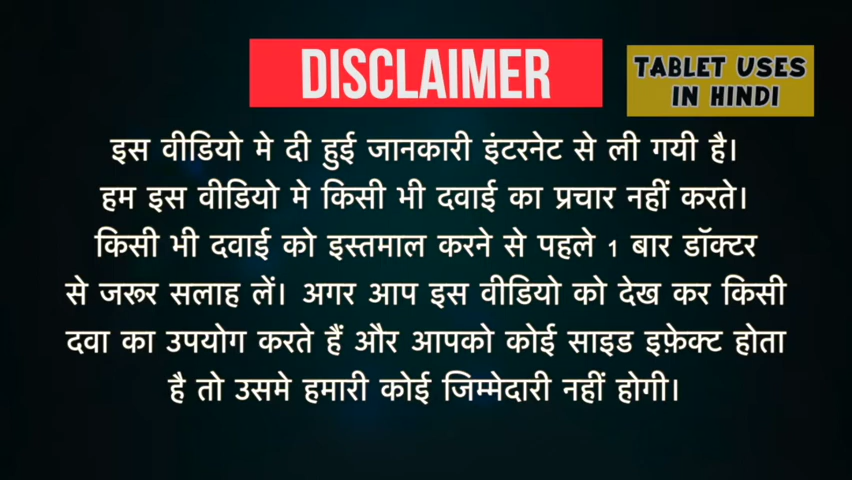 DISCLAIMER
TABLET USES
IN HINDI
इस वीडियो मे दी हुई जानकारी इंटरनेट से ली गयी है।
हम इस वीडियो मे किसी भी दवाई का प्रचार नहीं करते।
किसी भी दवाई को इस्तमाल करने से पहले 1 बार डॉक्टर
से जरूर सलाह लें। अगर आप इस वीडियो को देख कर किसी
दवा का उपयोग करते हैं और आपको कोई साइड इफ़ेक्ट होता
है तो उसमे हमारी कोई जिम्मेदारी नहीं होगी।